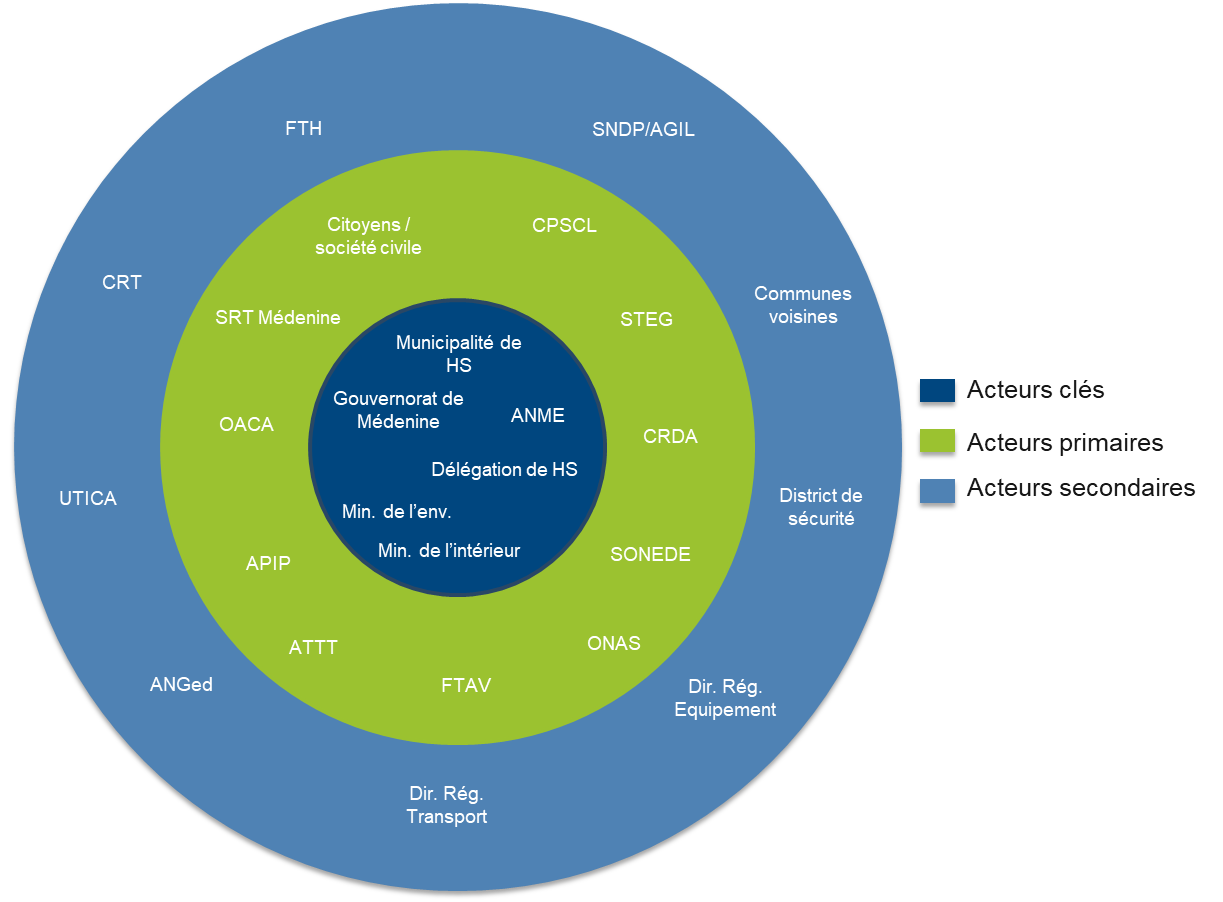 FTH
SNDP/AGIL
Citoyens /
société civile
CPSCL
CRT
Communes
voisines
SRT Médenine
STEG
Municipalité de
HS
Gouvernorat de
Médenine
ANME
OACA
CRDA
Délégation de HS
UTICA
District de
sécurité
Min. de l’env.
Min. de l’intérieur
APIP
SONEDE
ATTT
ONAS
ANGed
FTAV
Dir. Rég.
Equipement
Dir. Rég.
Transport
Acteurs clés
Acteurs primaires
Acteurs secondaires